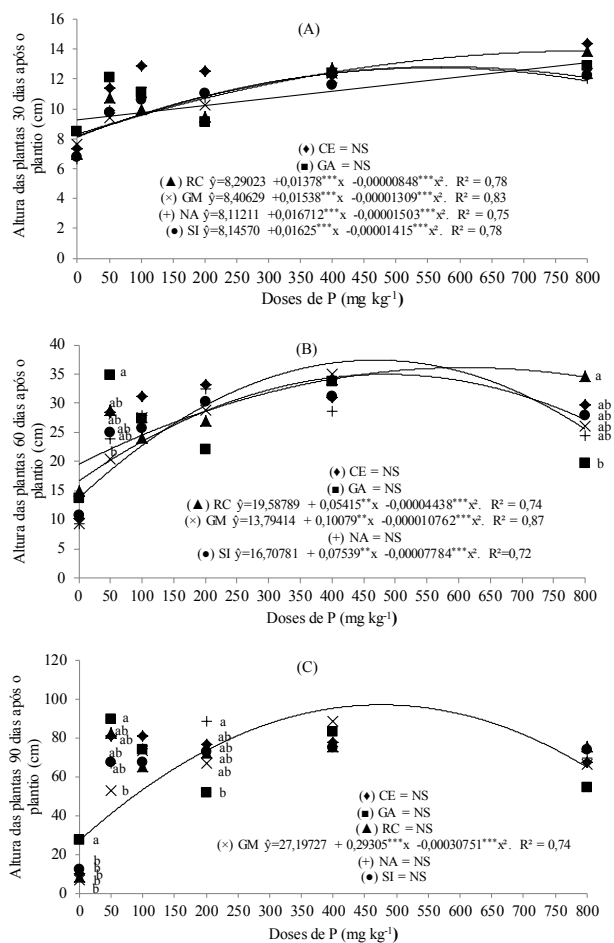 (A)
Altura das plantas 30 dias após o
plantio (cm)
16
14
12
10
8
6
4
2
0
(♦) CE = NS
(■) GA = NS
(▲) RC ŷ=8,29023 +0,01378***x -0,00000848***x². R² = 0,78
(×) GM ŷ=8,40629 +0,01538***x -0,00001309***x². R² = 0,83
(+) NA ŷ=8,11211 +0,016712***x -0,00001503***x². R² = 0,75
(●) SI ŷ=8,14570 +0,01625***x -0,00001415***x². R² = 0,78
0 50 100 150 200 250 300 350 400 450 500 550 600 650 700 750 800
Doses de P (mg kg⁻¹)
(B)
Altura das plantas 60 dias após o
plantio (cm)
40
35
30
25
20
15
10
5
0
a
ab
ab
ab
ab
b
a
ab
ab
ab
ab
b
(♦) CE = NS
(■) GA = NS
(▲) RC ŷ=19,58789 + 0,05415**x -0,00004438***x². R² = 0,74
(×) GM ŷ=13,79414 + 0,10079**x -0,000010762***x². R² = 0,87
(+) NA = NS
(●) SI ŷ=16,70781 + 0,07539**x -0,00007784***x². R²=0,72
0 50 100 150 200 250 300 350 400 450 500 550 600 650 700 750 800
Doses de P (mg kg⁻¹)
(C)
Altura das plantas 90 dias após o
plantio (cm)
120
100
80
60
40
20
0
a
ab
ab
ab
ab
b
a
b
b
b
b
b
a
ab
ab
ab
ab
b
(♦) CE = NS
(■) GA = NS
(▲) RC = NS
(×) GM ŷ=27,19727 + 0,29305***x -0,00030751***x². R² = 0,74
(+) NA = NS
(●) SI = NS
0 50 100 150 200 250 300 350 400 450 500 550 600 650 700 750 800
Doses de P (mg kg⁻¹)